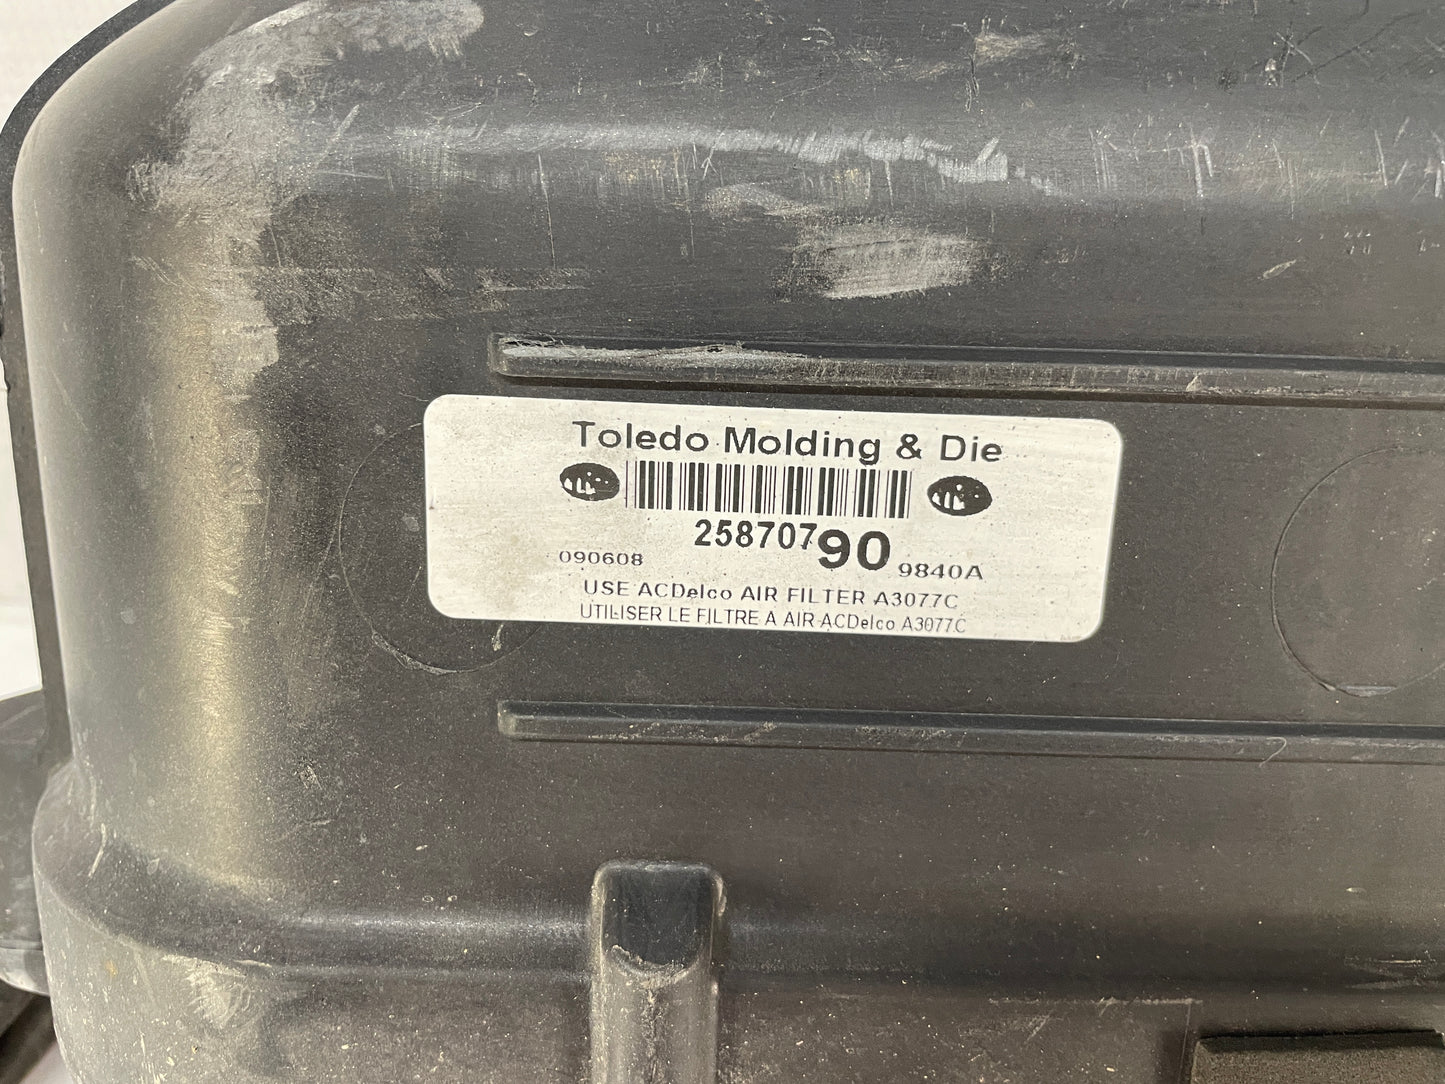 Toledo Molding & Die
25870790
090608 9840A
USE ACDelco AIR FILTER A3077C
UTILISER LE FILTRE A AIR ACDelco A3077C